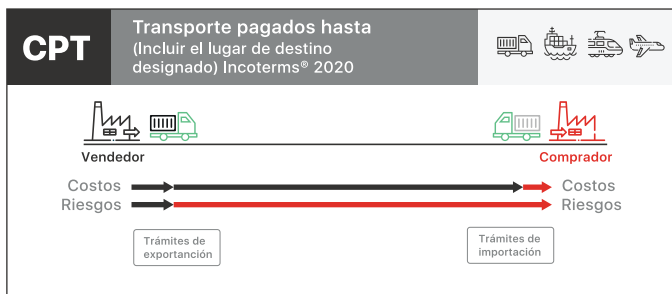 CPT
Transporte pagados hasta
(Incluir el lugar de destino
designado) Incoterms® 2020
Vendedor
Comprador
Costos
Costos
Riesgos
Riesgos
Trámites de
exportanción
Trámites de
importación